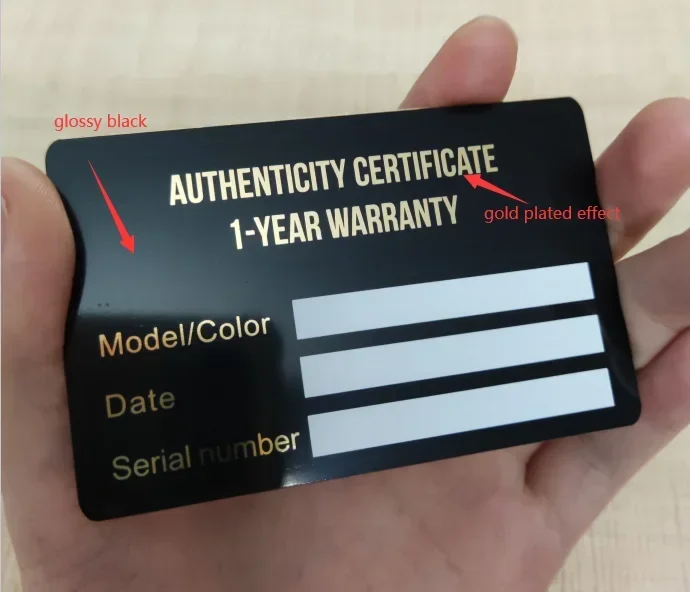 glossy black
AUTHENTICITY CERTIFICATE
gold plated effect
1-YEAR WARRANTY
Model/Color
Date
Serial number